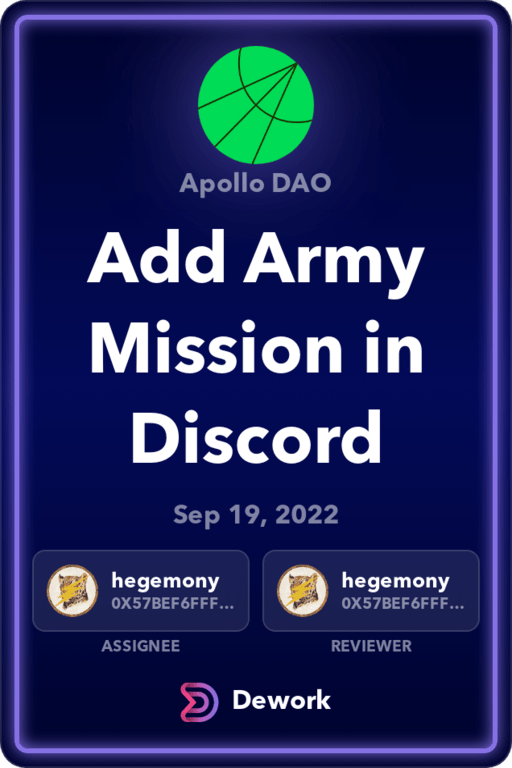 Apollo DAO
Add Army
Mission in
Discord
Sep 19, 2022
hegemony
0X57BEF6FFF...
ASSIGNEE
hegemony
0X57BEF6FFF...
REVIEWER
Dework